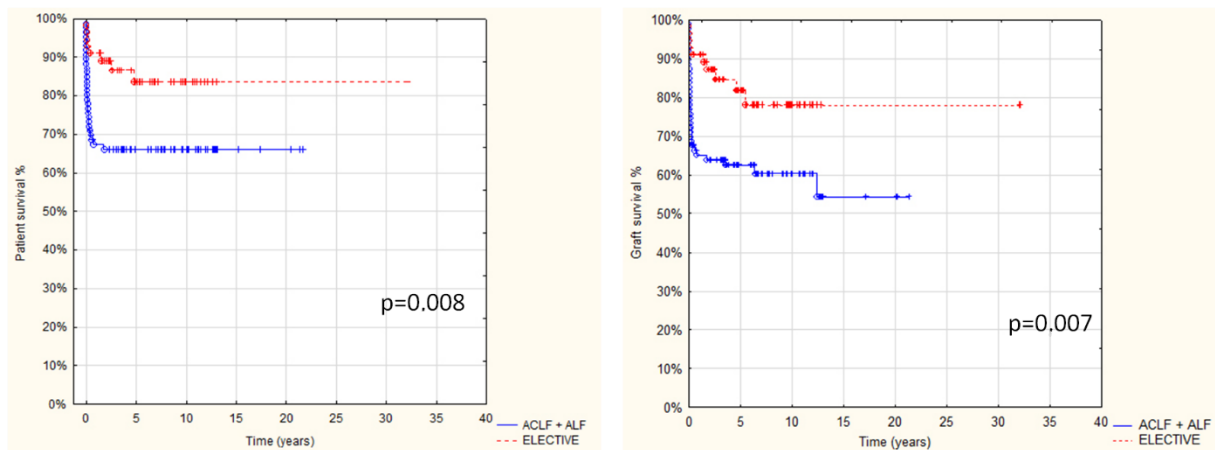 Patient survival %
100%
90%
80%
70%
60%
50%
40%
30%
20%
10%
0%
0 5 10 15 20 25 30 35 40
Time (years)
p=0.008
ACLF + ALF
ELECTIVE
Graft survival %
100%
90%
80%
70%
60%
50%
40%
30%
20%
10%
0%
0 5 10 15 20 25 30 35 40
Time (years)
p=0.007
ACLF + ALF
ELECTIVE